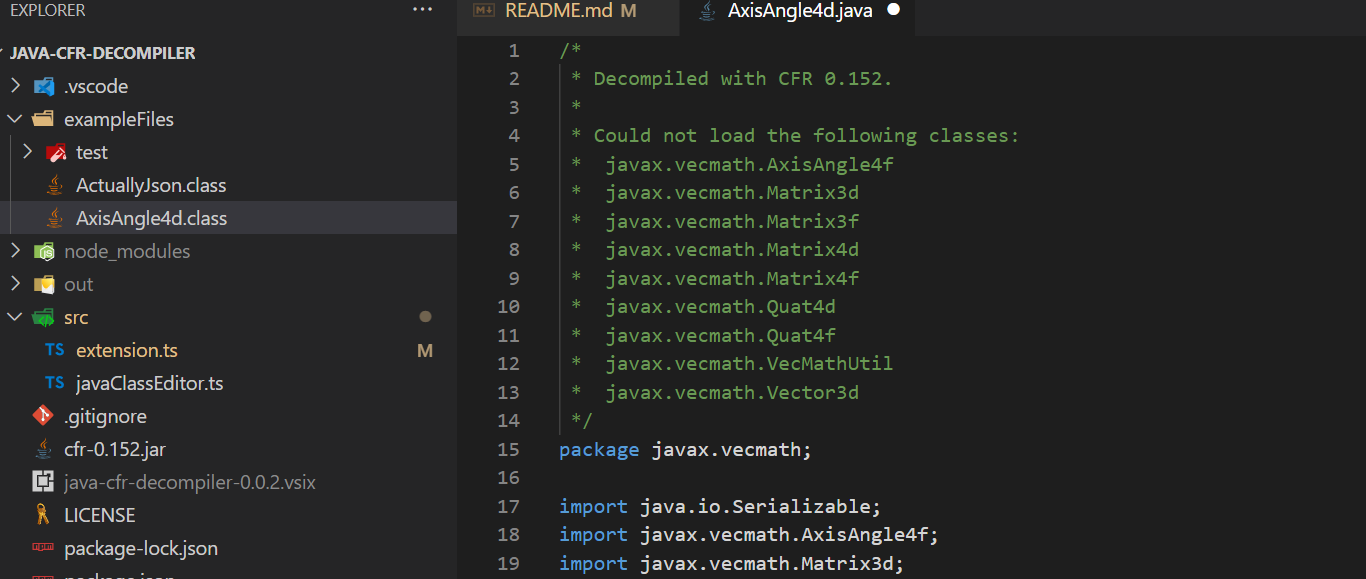 EXPLORER
JAVA-CFR-DECOMPILER
.vscode
exampleFiles
test
ActuallyJson.class
AxisAngle4d.class
node_modules
out
src
TS extension.ts M
TS javaClassEditor.ts
.gitignore
cfr-0.152.jar
java-cfr-decompiler-0.0.2.vsix
LICENSE
package-lock.json
package.json
README.md M
AxisAngle4d.java
1 /*
2 * Decompiled with CFR 0.152.
3 *
4 * Could not load the following classes:
5 *  javax.vecmath.AxisAngle4f
6 *  javax.vecmath.Matrix3d
7 *  javax.vecmath.Matrix3f
8 *  javax.vecmath.Matrix4d
9 *  javax.vecmath.Matrix4f
10 *  javax.vecmath.Quat4d
11 *  javax.vecmath.Quat4f
12 *  javax.vecmath.VecMathUtil
13 *  javax.vecmath.Vector3d
14 */
15 package javax.vecmath;
16
17 import java.io.Serializable;
18 import javax.vecmath.AxisAngle4f;
19 import javax.vecmath.Matrix3d;